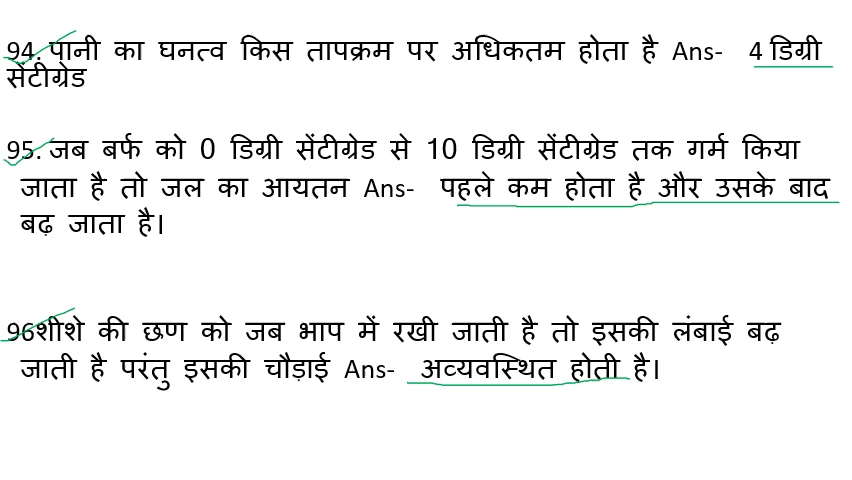 94. पानी का घनत्व किस तापक्रम पर अधिकतम होता है Ans- 4 डिग्री
सेंटीग्रेड
95. जब बर्फ को 0 डिग्री सेंटीग्रेड से 10 डिग्री सेंटीग्रेड तक गर्म किया
जाता है तो जल का आयतन Ans- पहले कम होता है और उसके बाद
बढ़ जाता है।
96शीशे की छण को जब भाप में रखी जाती है तो इसकी लंबाई बढ़
जाती है परंतु इसकी चौड़ाई Ans- अव्यवस्थित होती है।